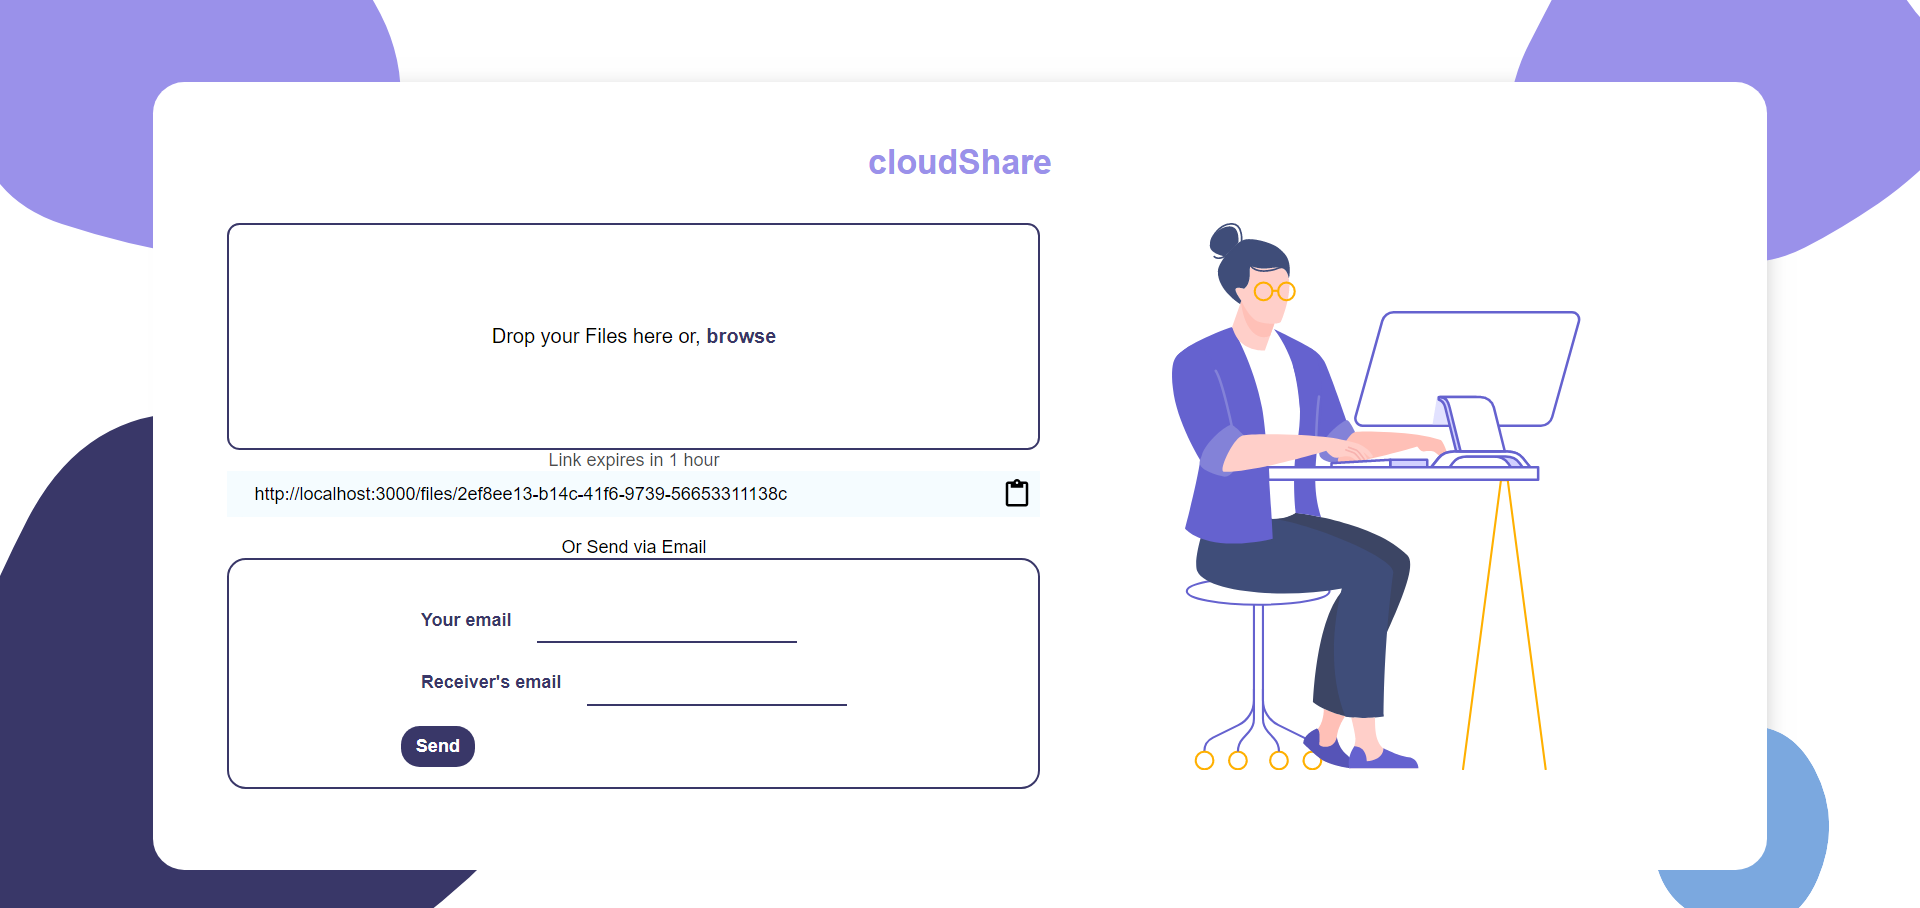 cloudShare
Drop your Files here or, browse
Link expires in 1 hour
http://localhost:3000/files/2ef8ee13-b14c-41f6-9739-56653311138c
Or Send via Email
Your email
Receiver's email
Send